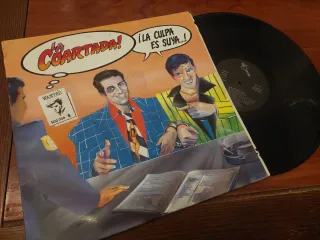 La
COARTADA!
¡LA CULPA
ES SUYA..!
WANTED